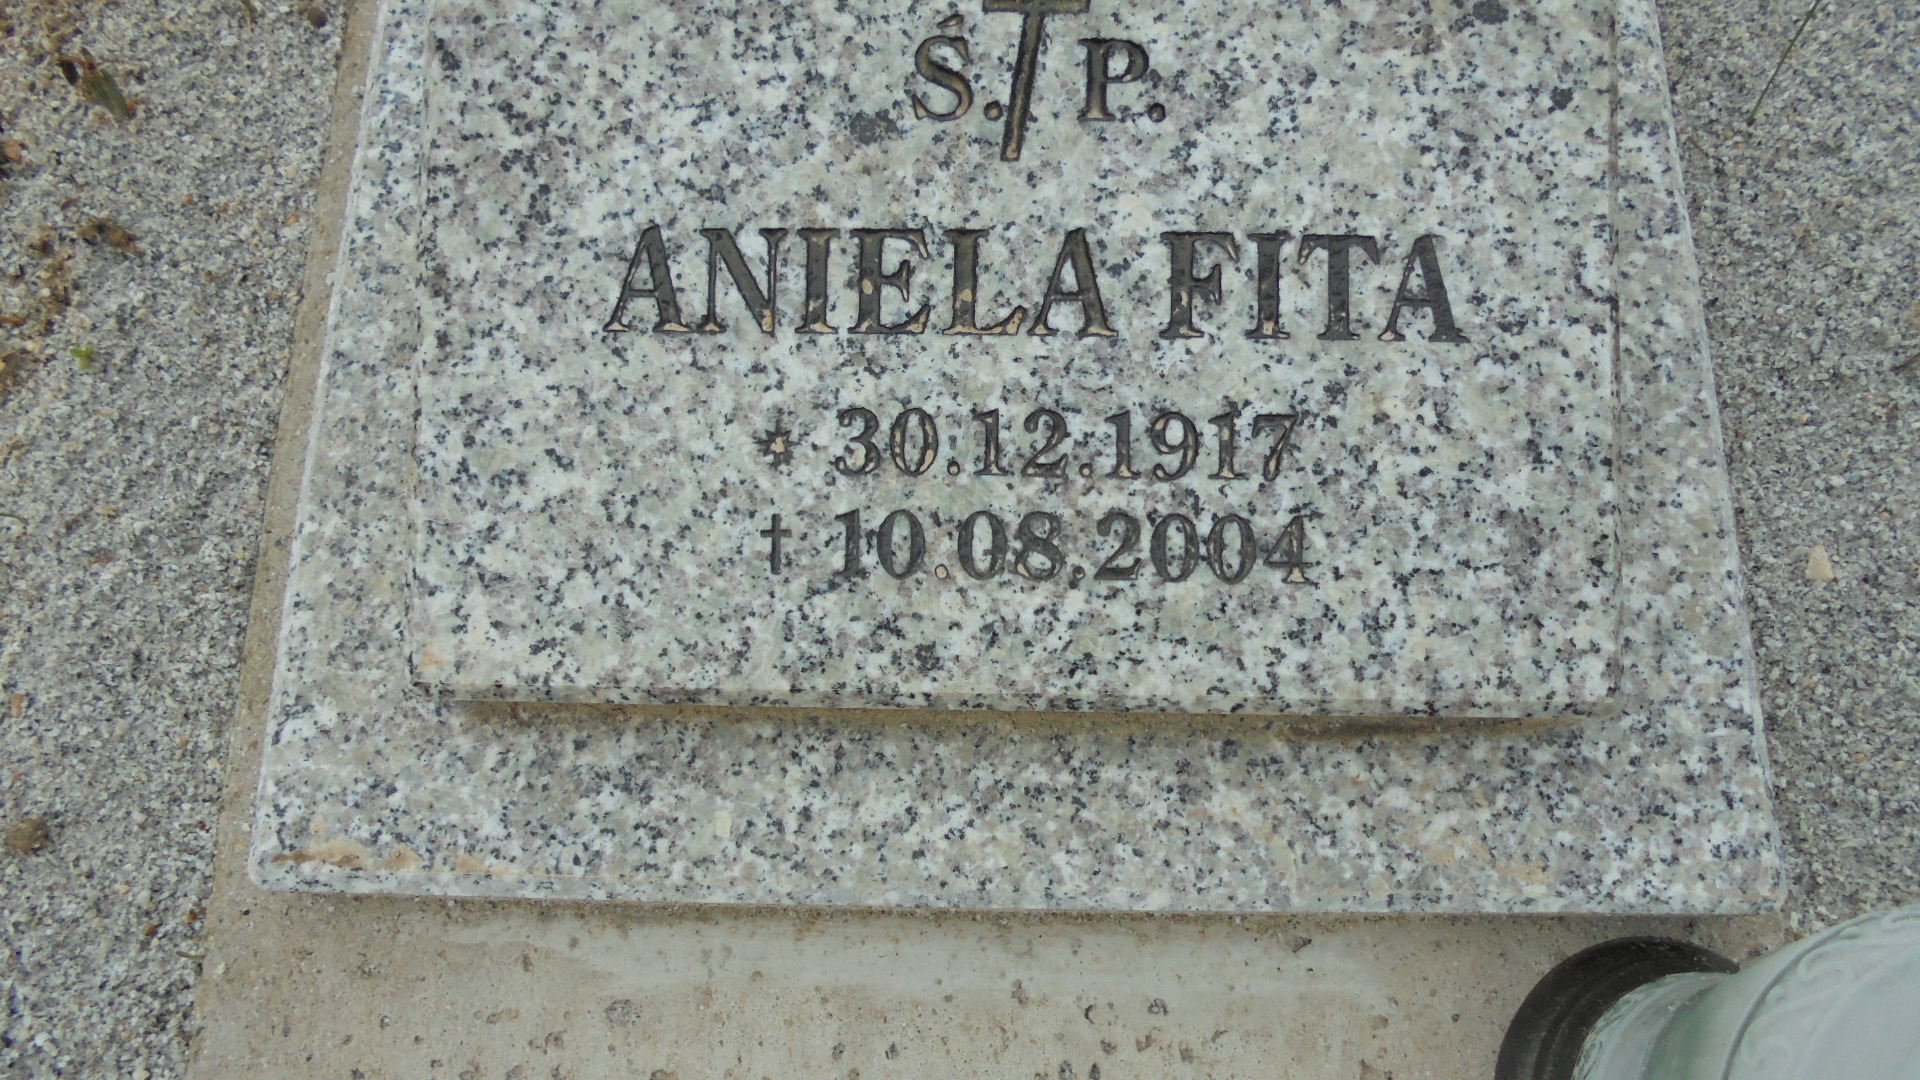 Ś.†P.
ANIELA FITA
* 30.12.1917
† 10.08.2004